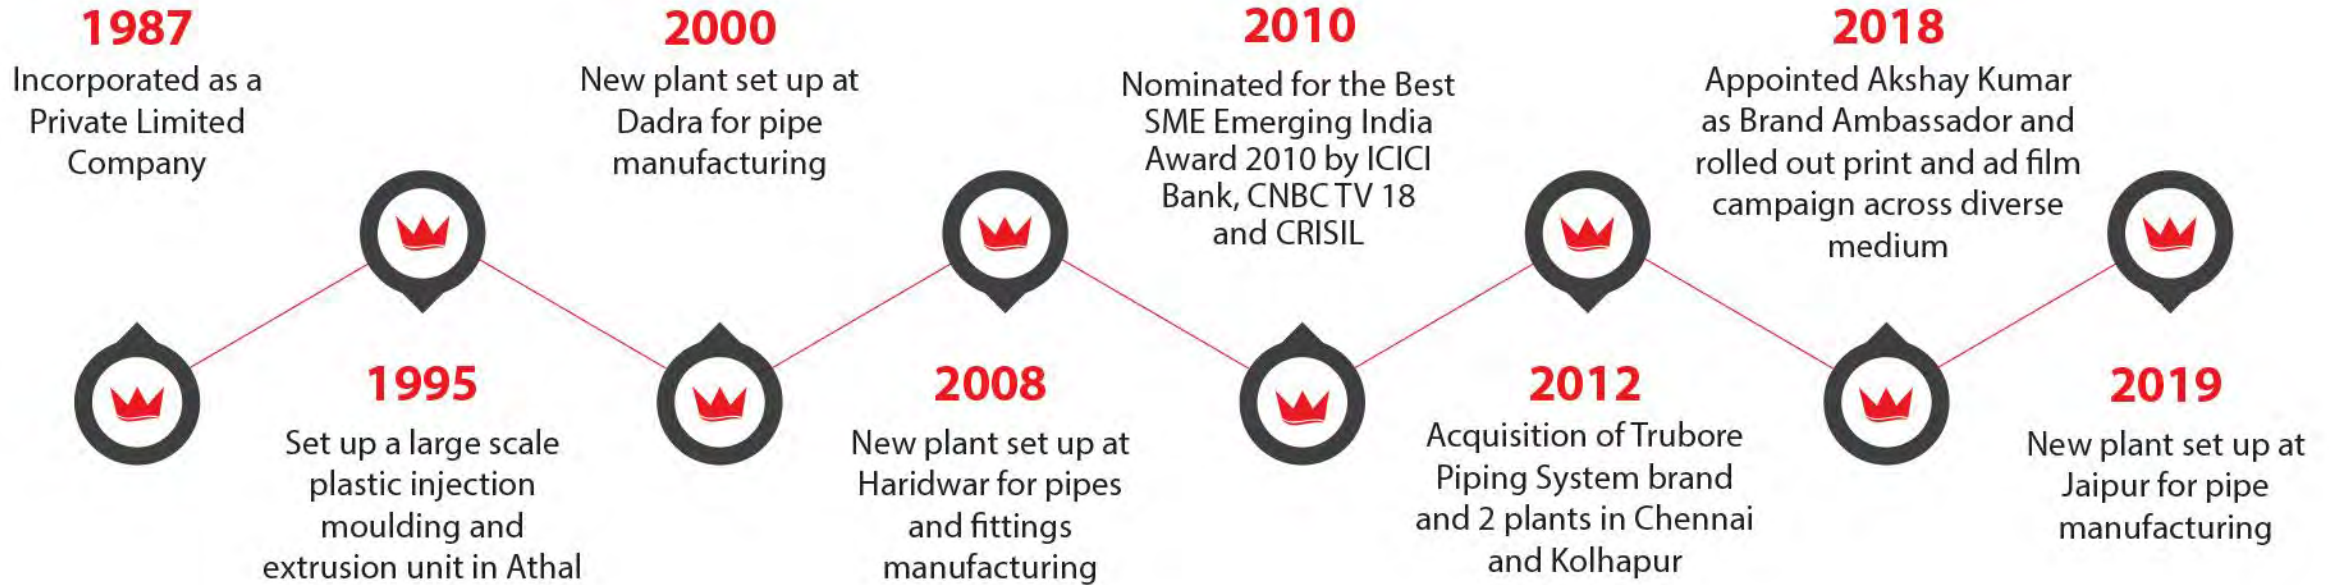 1987
Incorporated as a
Private Limited
Company
1995
Set up a large scale
plastic injection
moulding and
extrusion unit in Athal
2000
New plant set up at
Dadra for pipe
manufacturing
2008
New plant set up at
Haridwar for pipes
and fittings
manufacturing
2010
Nominated for the Best
SME Emerging India
Award 2010 by ICICI
Bank, CNBC TV 18
and CRISIL
2012
Acquisition of Trubore
Piping System brand
and 2 plants in Chennai
and Kolhapur
2018
Appointed Akshay Kumar
as Brand Ambassador and
rolled out print and ad film
campaign across diverse
medium
2019
New plant set up at
Jaipur for pipe
manufacturing